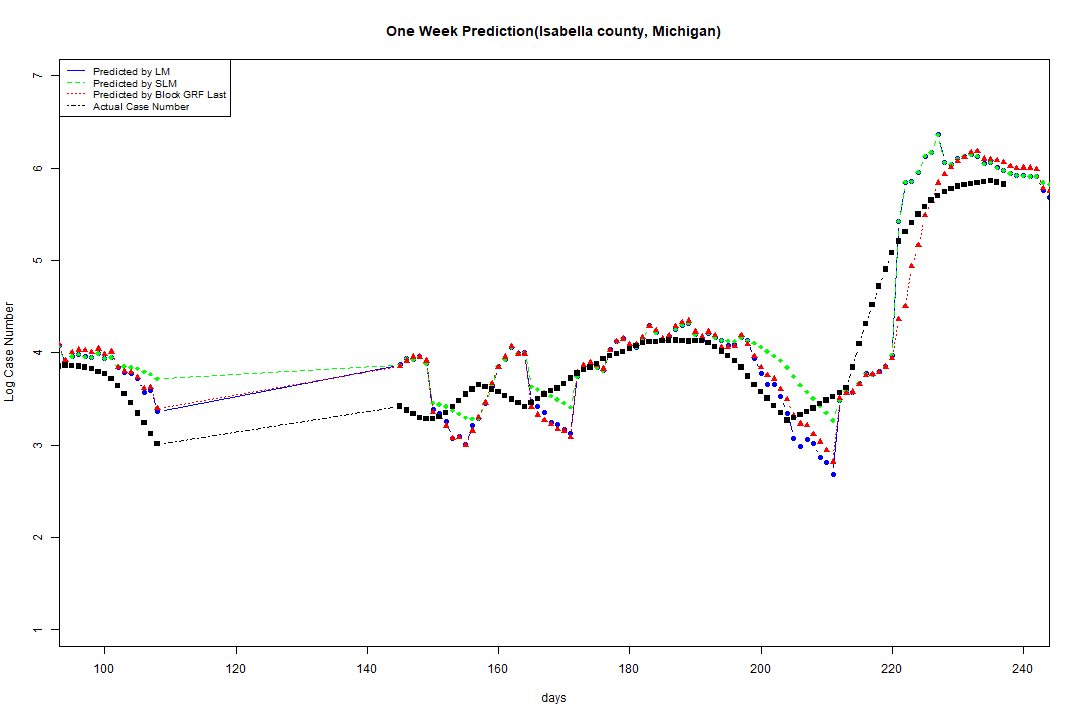 One Week Prediction(Isabella county, Michigan)
Predicted by LM
Predicted by SLM
Predicted by Block GRF Last
Actual Case Number
7
6
5
4
3
2
1
Log Case Number
100 120 140 160 180 200 220 240
days